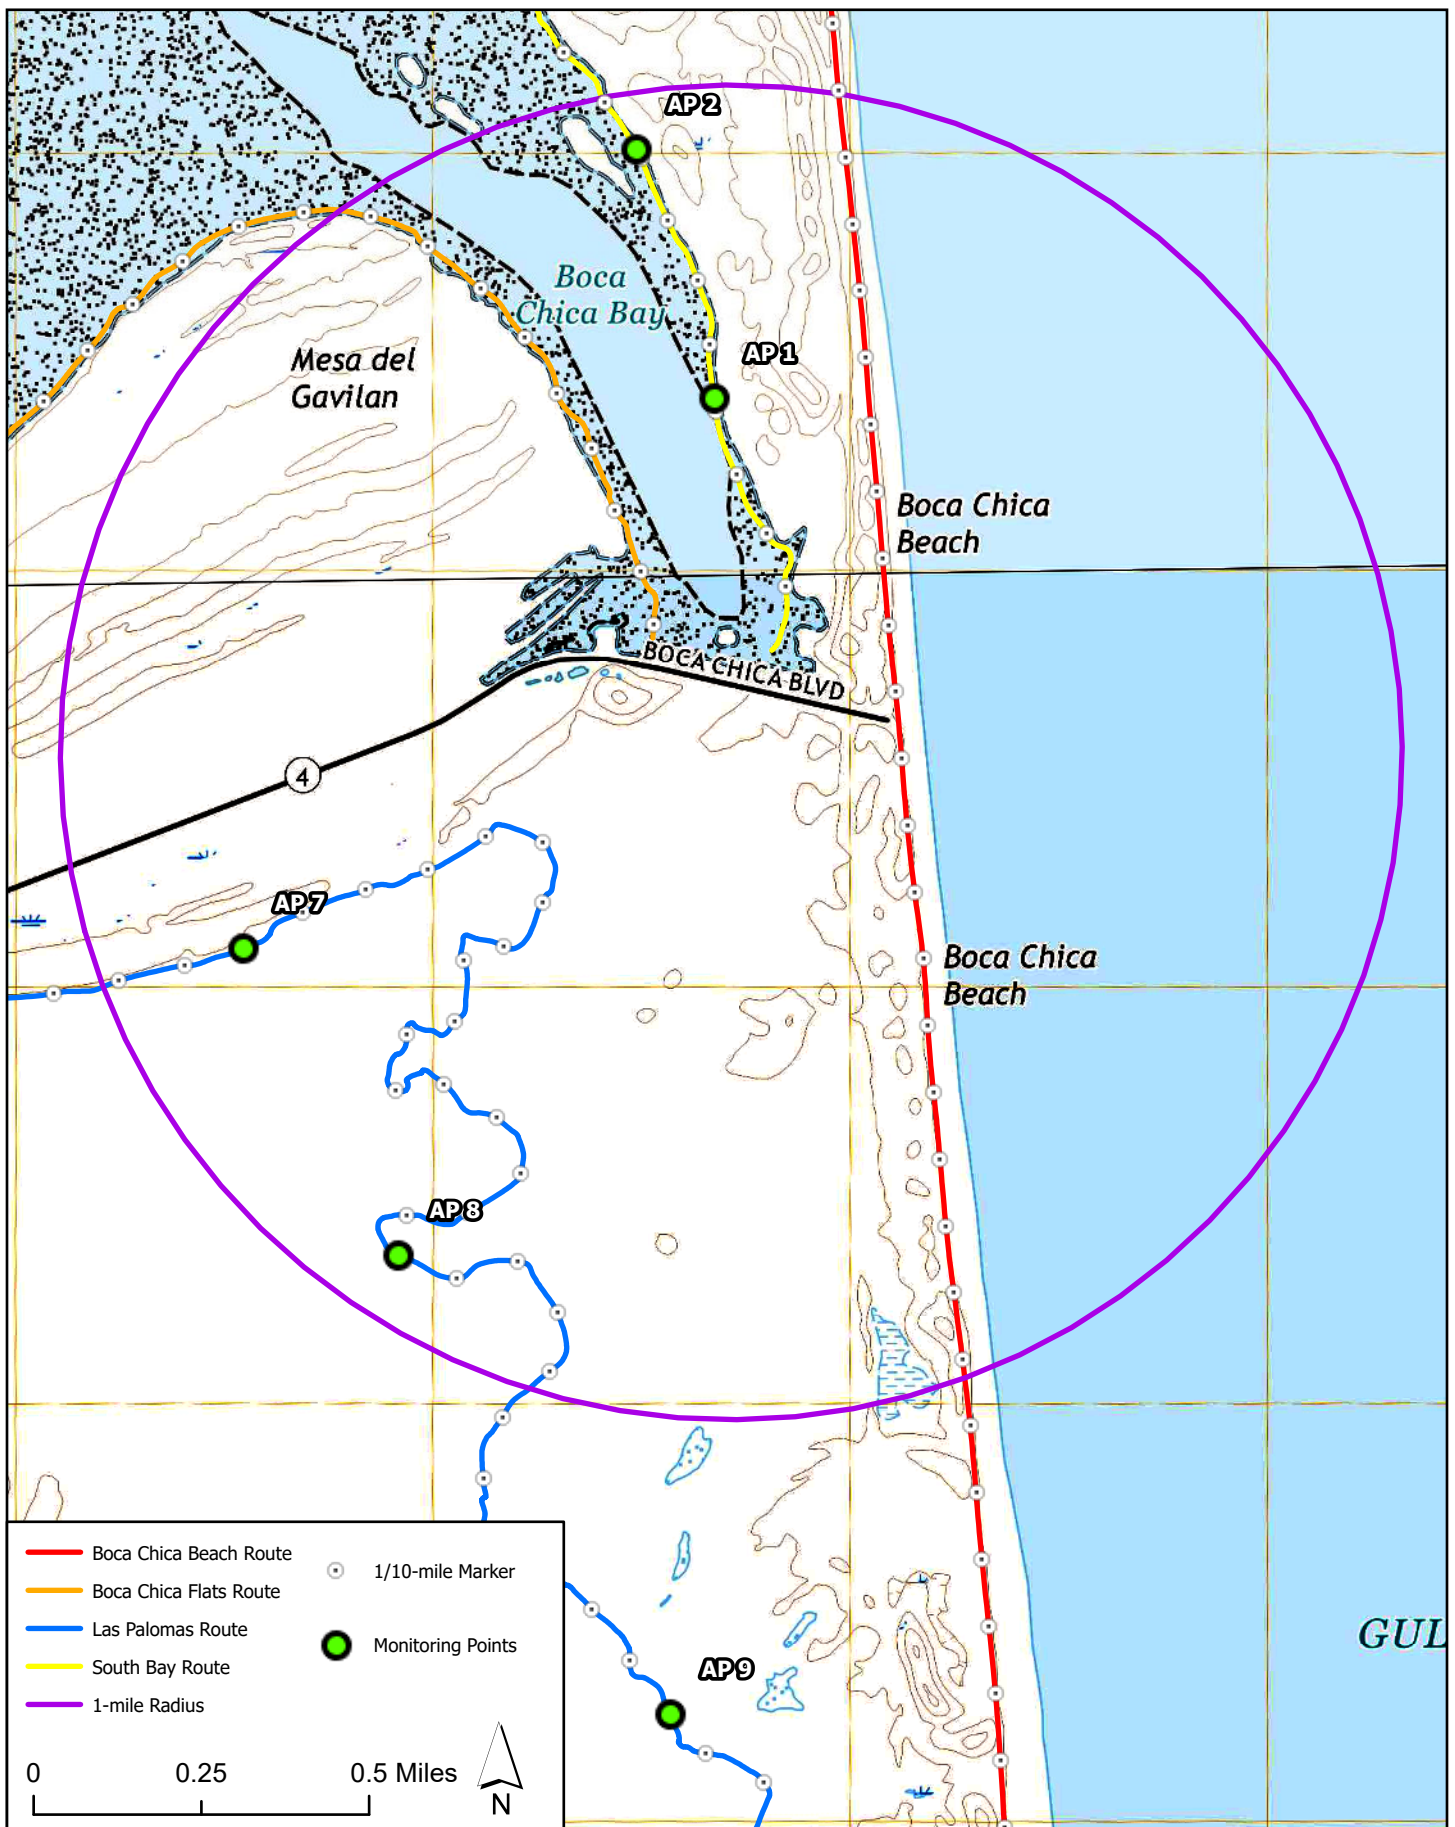 AP 2
Boca
Chica Bay
AP 1
Mesa del
Gavilan
Boca Chica
Beach
BOCA CHICA BLVD
4
AP 7
Boca Chica
Beach
AP 8
GUL
AP 9
Boca Chica Beach Route
Boca Chica Flats Route
Las Palomas Route
South Bay Route
1-mile Radius
1/10-mile Marker
Monitoring Points
0 0.25 0.5 Miles
N